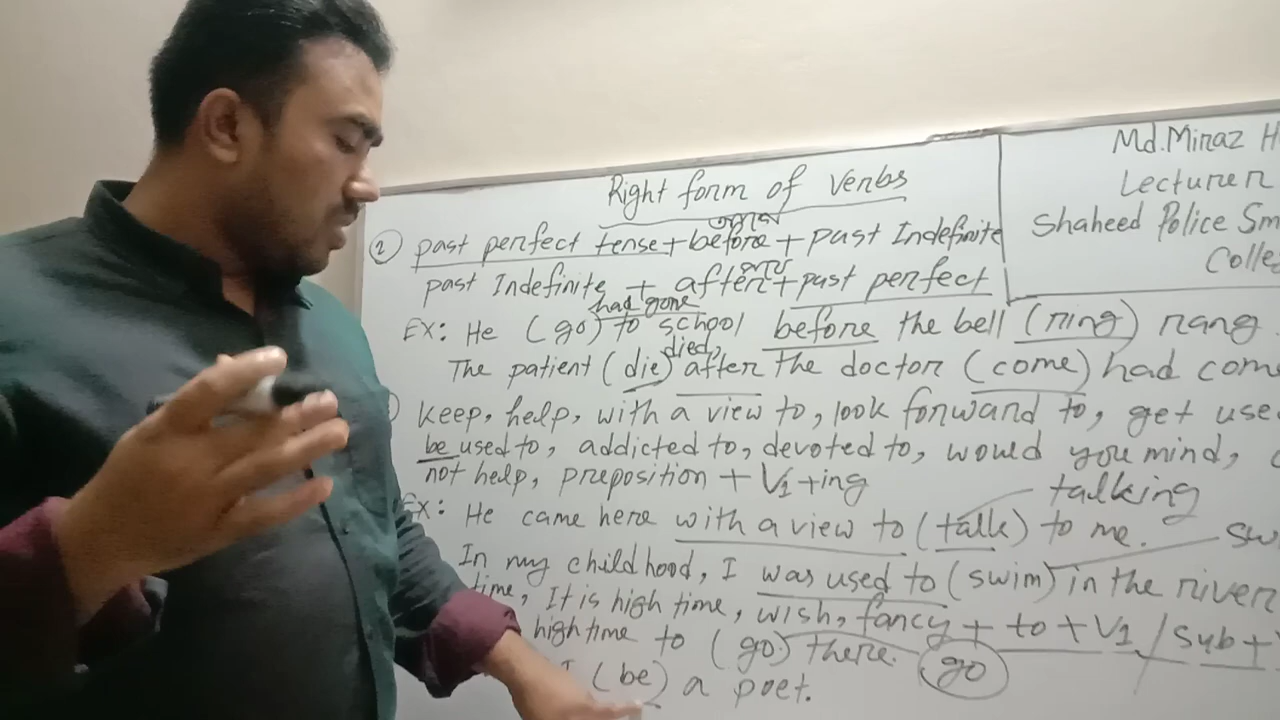 Right form of Verbs
Md. Miraz H
Lecturer
Shaheed Police Sm
Colle
② past perfect tense + before + past Indefinite
past Indefinite + after + past perfect
had gone
EX: He (go) to school before the bell (ring) rang
died,
The patient (die) after the doctor (come) had com
keep, help, with a view to, look forward to, get use
be used to, addicted to, devoted to, would you mind, c
not help, preposition + V1+ing
talking
EX: He came here with a view to (talk) to me.
sw
In my childhood, I was used to (swim) in the river
time, It is high time, wish, fancy + to + V1 / Sub +
high time to (go) there. go
I (be) a poet.